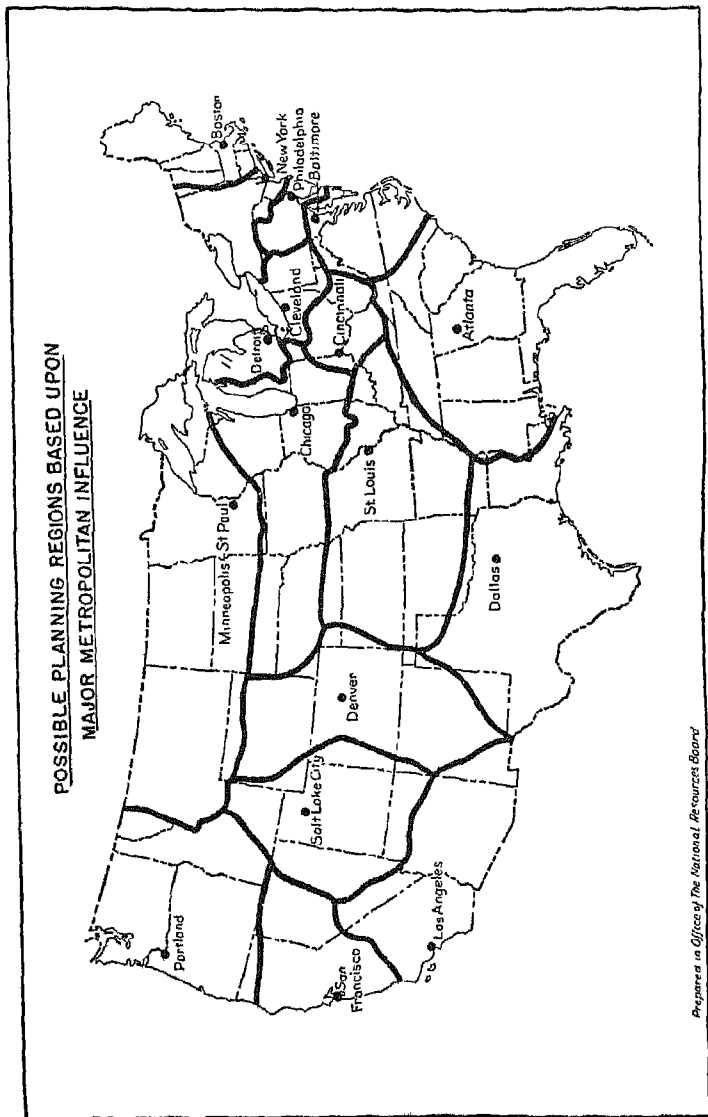 POSSIBLE PLANNING REGIONS BASED UPON
MAJOR METROPOLITAN INFLUENCE
Portland
San
Francisco
Los Angeles
Salt Lake City
Denver
Minneapolis-St Paul
Dallas
St Louis
Chicago
Detroit
Cincinnati
Cleveland
Atlanta
Boston
New York
Philadelphia
Baltimore
Prepared in Office of The National Resources Board